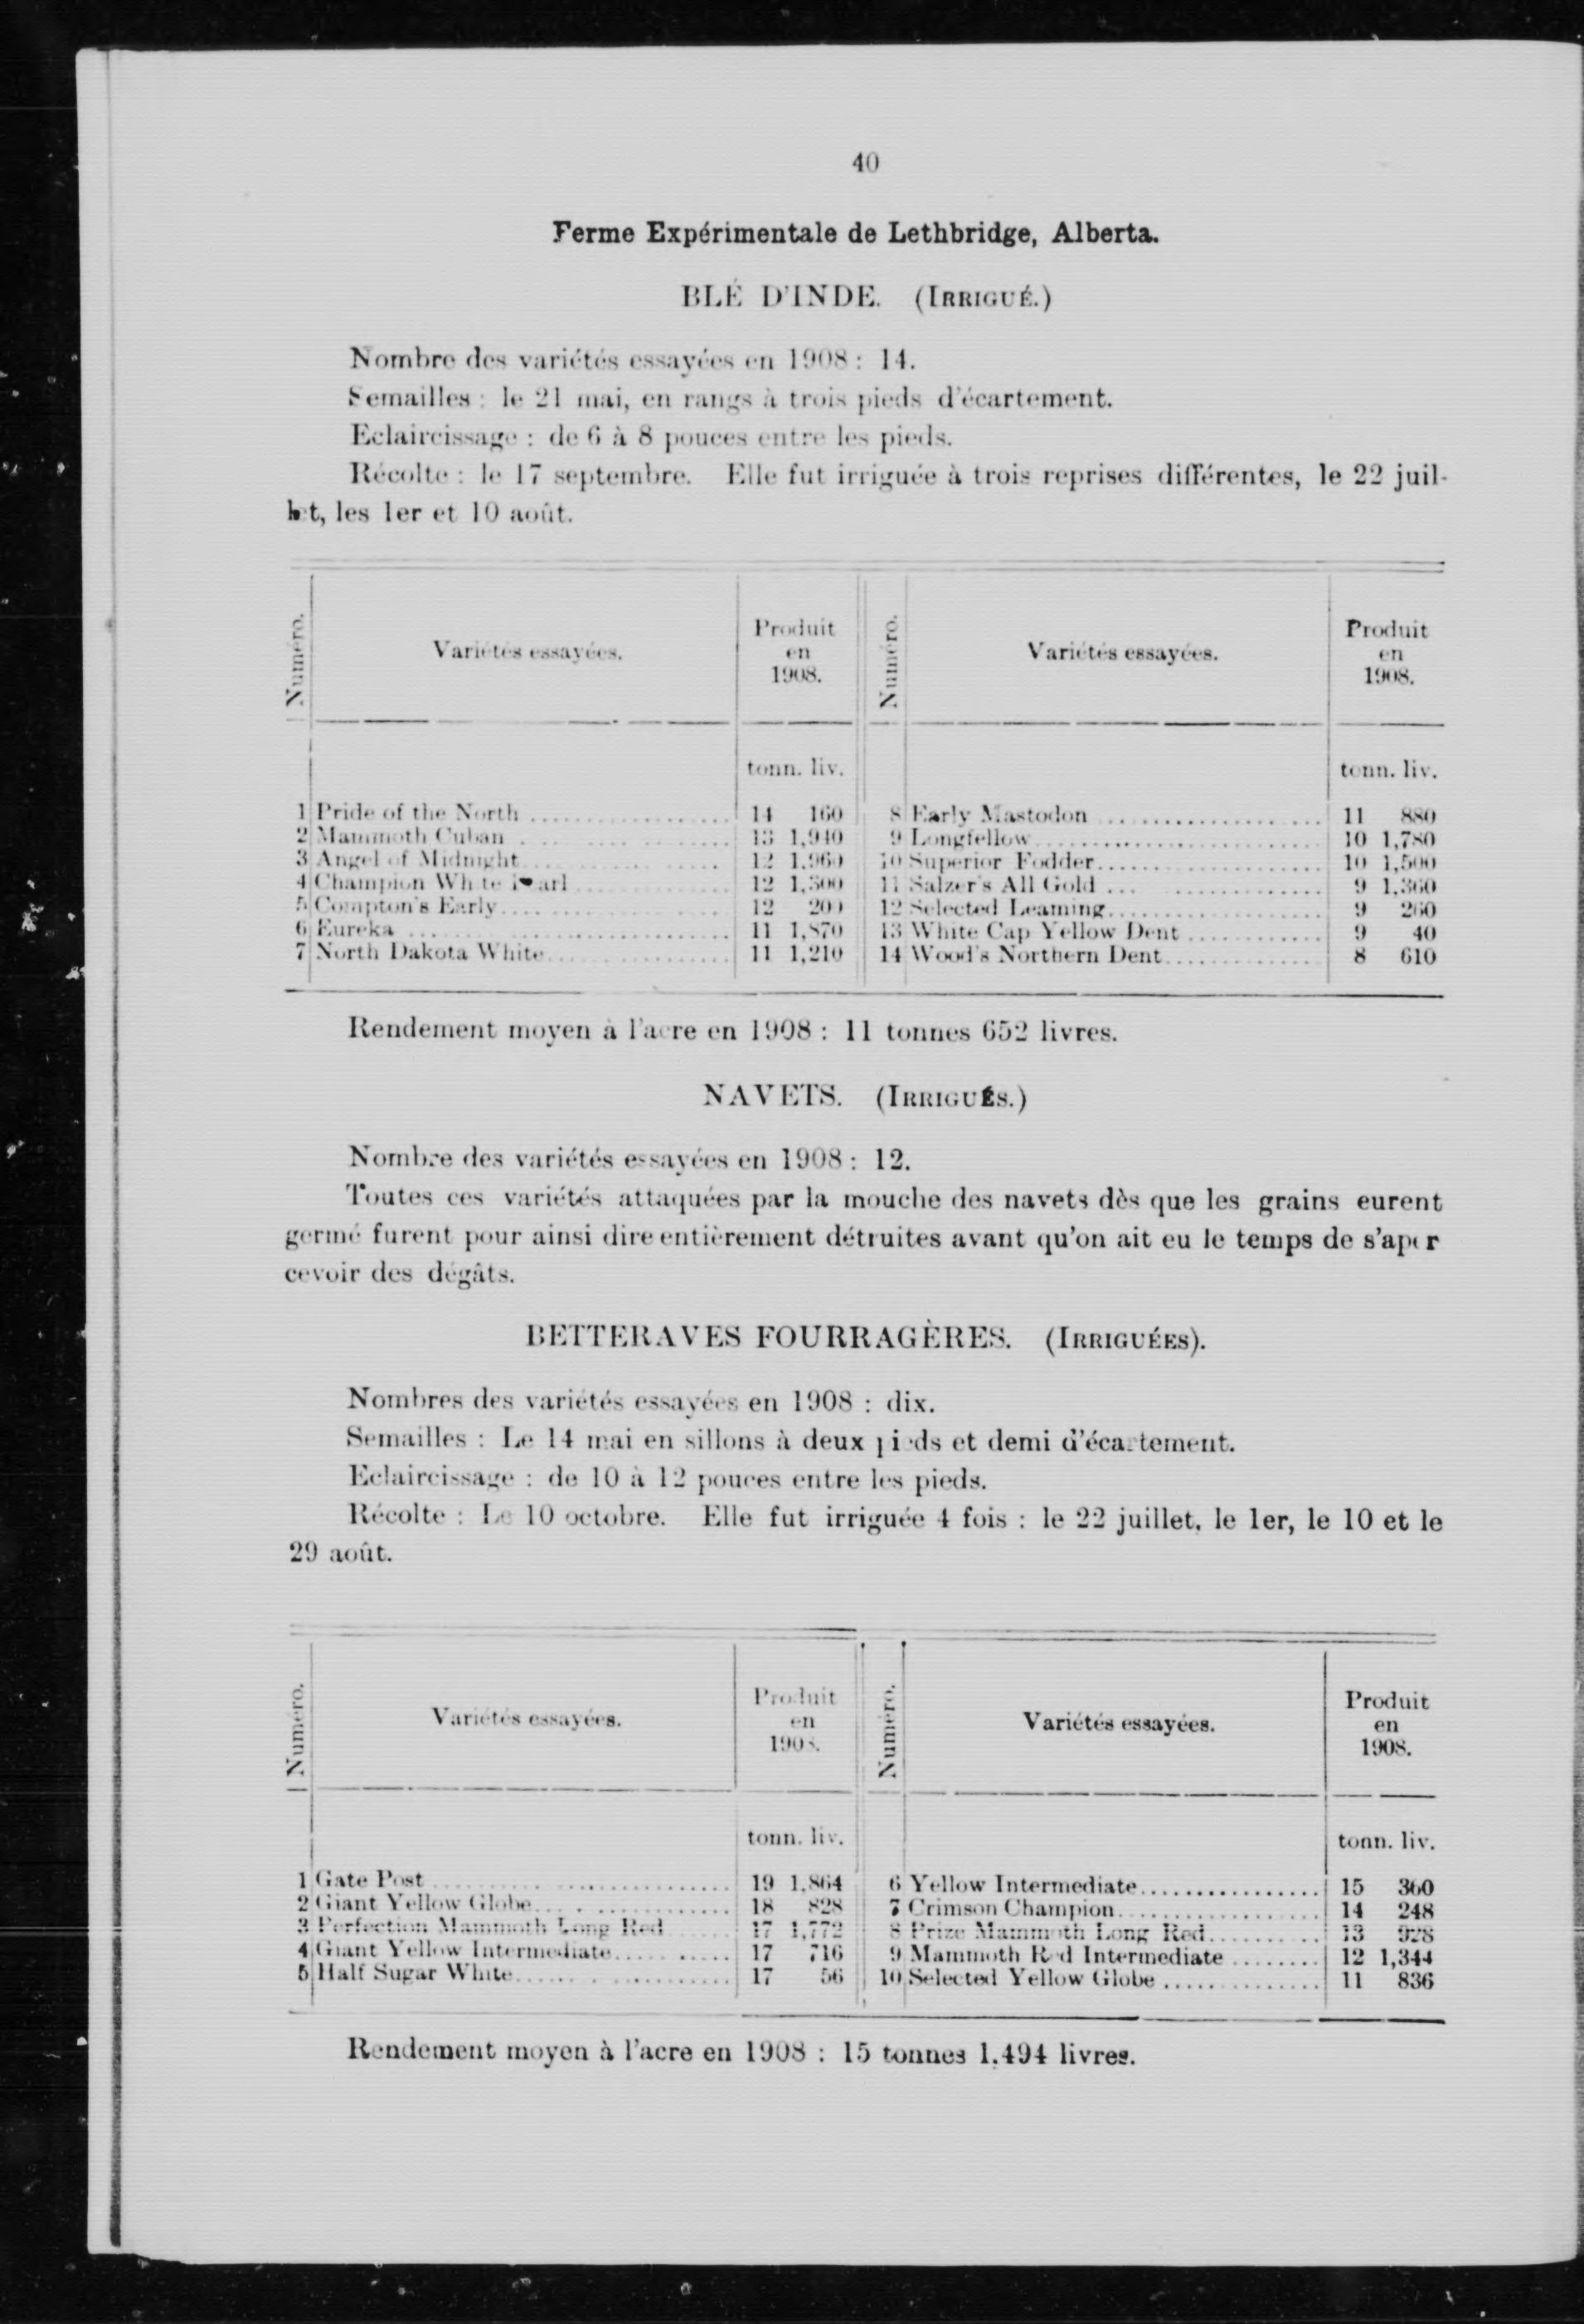 40
Ferme Expérimentale de Lethbridge, Alberta.
BLÉ D'INDE. (IRRIGUÉ.)
Nombre des variétés essayées en 1908 : 14.
Semailles : le 21 mai, en rangs à trois pieds d'écartement.
Eclaircissage : de 6 à 8 pouces entre les pieds.
Récolte : le 17 septembre. Elle fut irriguée à trois reprises différentes, le 22 juil-
let, les 1er et 10 août.
Numéro. Variétés essayées. Produit en 1908. Numéro. Variétés essayées. Produit en 1908.
tonn. liv. tonn. liv.
1 Pride of the North 14 160 8 Early Mastodon 11 880
2 Mammoth Cuban 13 1,940 9 Longfellow 10 1,780
3 Angel of Midnight 12 1,960 10 Superior Fodder 10 1,500
4 Champion White Pearl 12 1,300 11 Salzer's All Gold 9 1,360
5 Compton's Early 12 200 12 Selected Leaming 9 260
6 Eureka 11 1,870 13 White Cap Yellow Dent 9 40
7 North Dakota White 11 1,210 14 Wood's Northern Dent 8 610
Rendement moyen à l'acre en 1908 : 11 tonnes 652 livres.
NAVETS. (IRRIGUÉS.)
Nombre des variétés essayées en 1908 : 12.
Toutes ces variétés attaquées par la mouche des navets dès que les grains eurent
germé furent pour ainsi dire entièrement détruites avant qu'on ait eu le temps de s'aper
cevoir des dégâts.
BETTERAVES FOURRAGÈRES. (IRRIGUÉES).
Nombres des variétés essayées en 1908 : dix.
Semailles : Le 14 mai en sillons à deux pieds et demi d'écartement.
Eclaircissage : de 10 à 12 pouces entre les pieds.
Récolte : Le 10 octobre. Elle fut irriguée 4 fois : le 22 juillet, le 1er, le 10 et le
29 août.
Numéro. Variétés essayées. Produit en 1908. Numéro. Variétés essayées. Produit en 1908.
tonn. liv. tonn. liv.
1 Gate Post 19 1,864 6 Yellow Intermediate 15 360
2 Giant Yellow Globe 18 828 7 Crimson Champion 14 248
3 Perfection Mammoth Long Red 17 1,772 8 Prize Mammoth Long Red 13 928
4 Giant Yellow Intermediate 17 716 9 Mammoth Red Intermediate 12 1,344
5 Half Sugar White 17 56 10 Selected Yellow Globe 11 836
Rendement moyen à l'acre en 1908 : 15 tonnes 1,494 livres.